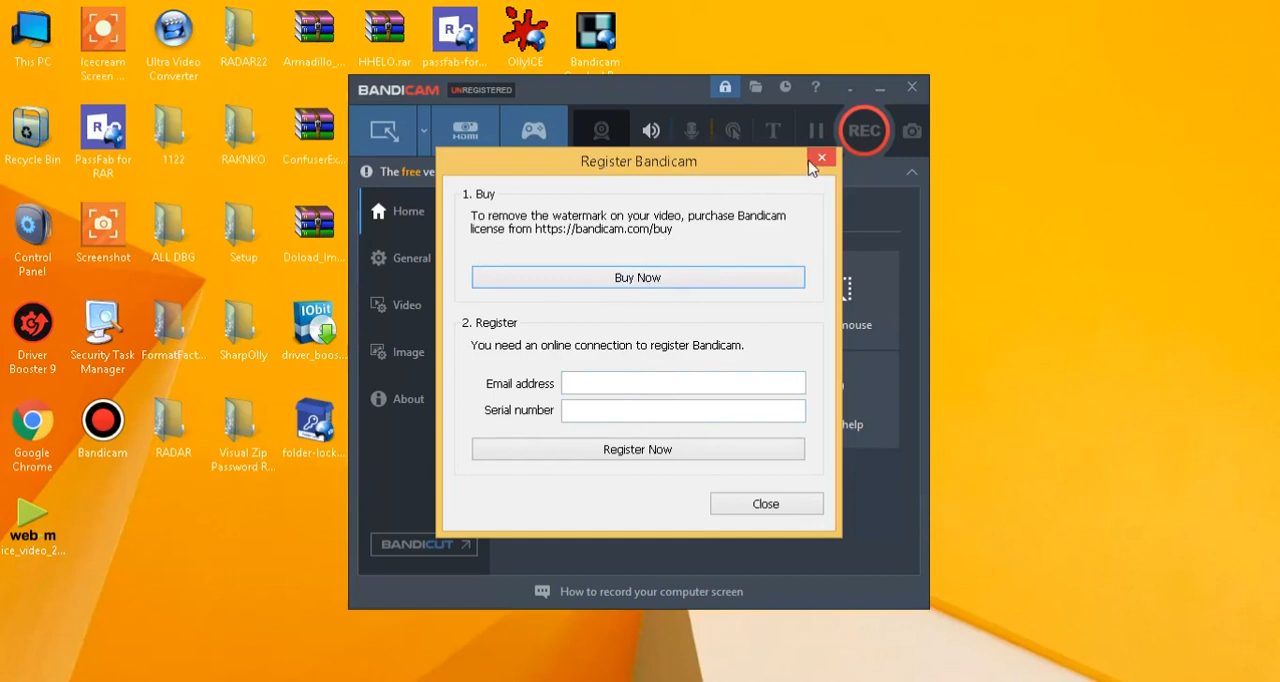 This PC
Icecream Screen ...
Ultra Video Converter
RADAR22
Armadillo_...
HHELO.rar
passfab-for...
OllyICE
Bandicam
Recycle Bin
PassFab for RAR
1122
RAKNKO
ConfuserEx...
Control Panel
Screenshot
ALL DBG
Setup
Doload_Im...
Driver Booster 9
Security Task Manager
FormatFact...
SharpOlly
IObit
driver_boos...
Google Chrome
Bandicam
RADAR
Visual Zip Password R...
folder-lock...
web m
ice_video_2...
BANDICAM
UNREGISTERED
?
HDMI
T
REC
The free ve
Home
General
Video
Image
About
BANDICUT
mouse
help
How to record your computer screen
Register Bandicam
1. Buy
To remove the watermark on your video, purchase Bandicam
license from https://bandicam.com/buy
Buy Now
2. Register
You need an online connection to register Bandicam.
Email address
Serial number
Register Now
Close